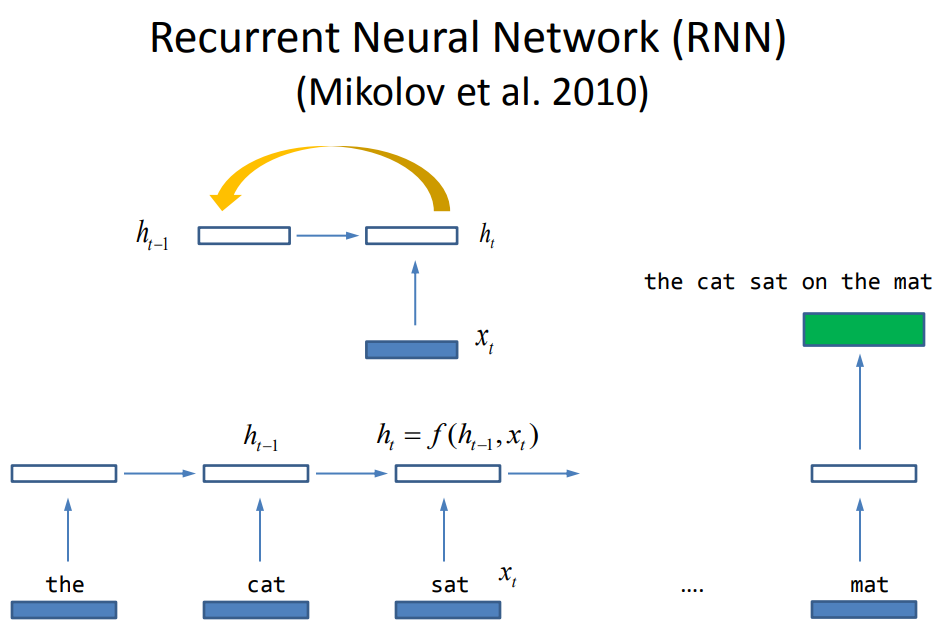 Recurrent Neural Network (RNN)
(Mikolov et al. 2010)
h_{t-1}
h_t
x_t
the cat sat on the mat
h_{t-1}
h_t = f(h_{t-1}, x_t)
the
cat
sat
x_t
....
mat